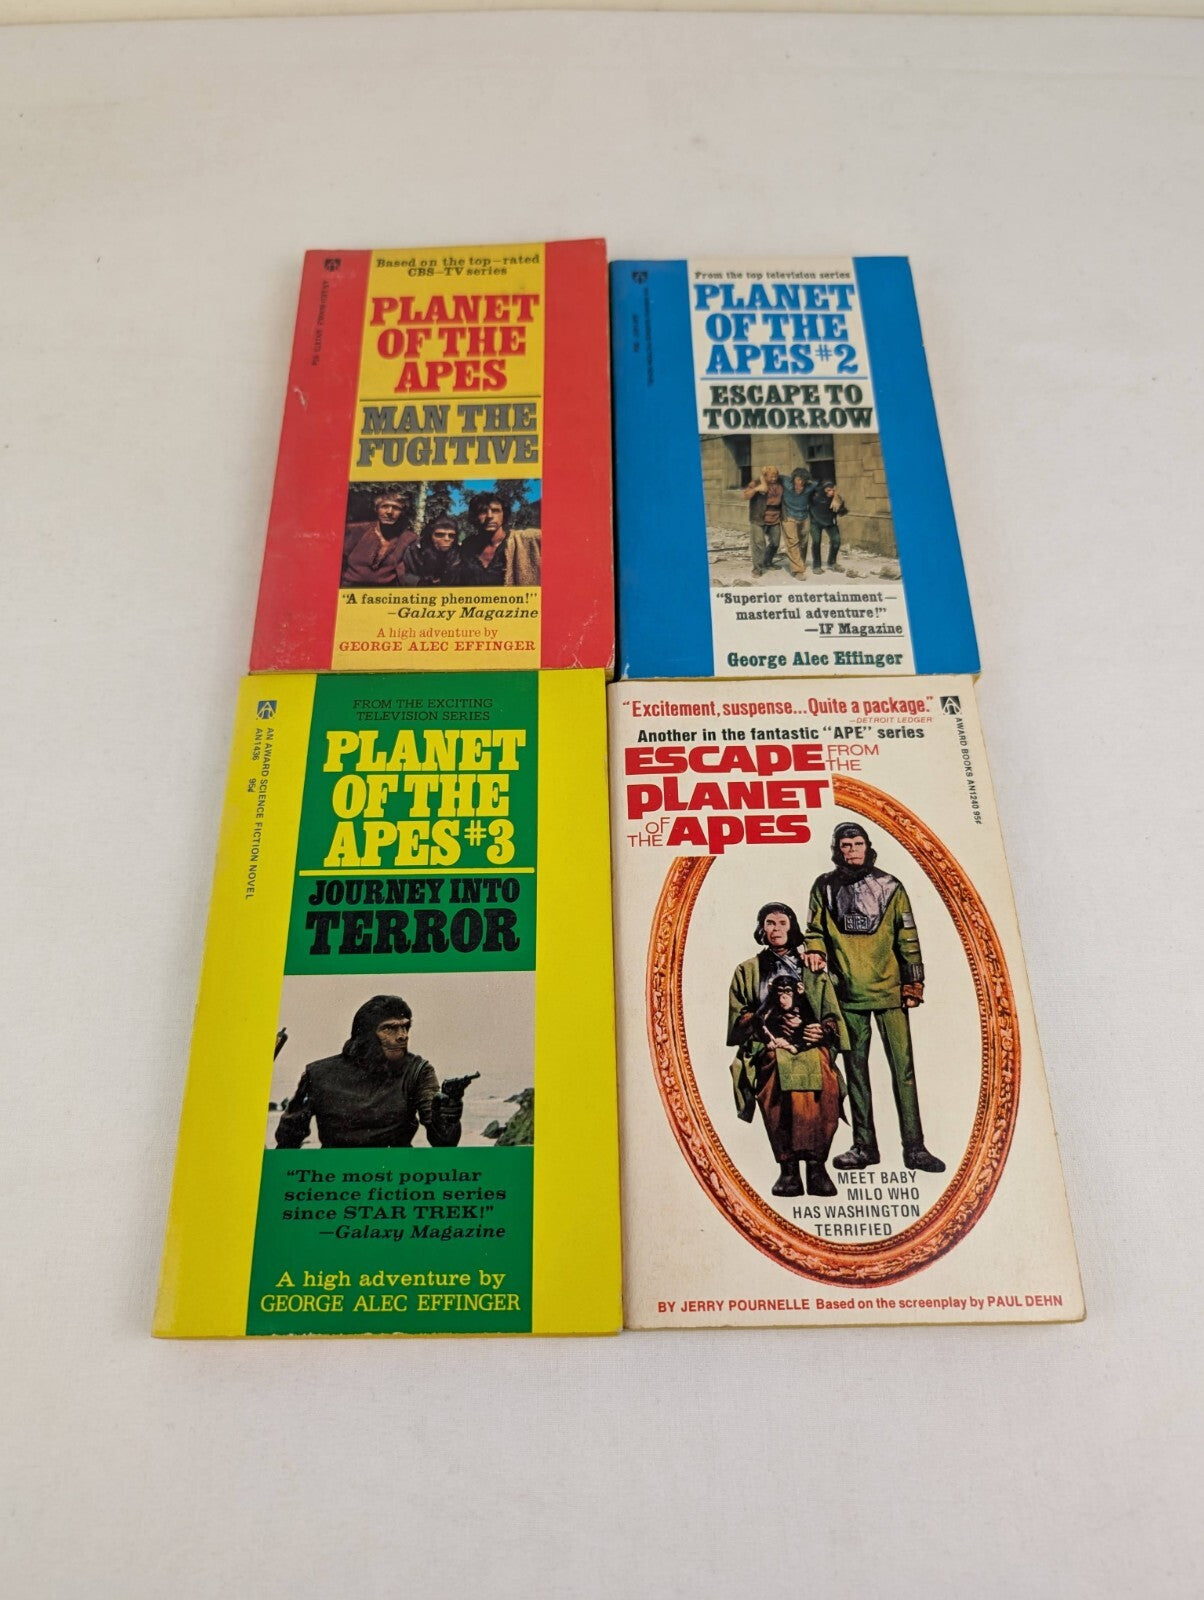 Based on the top-rated
CBS-TV series
PLANET
OF THE
APES
MAN THE
FUGITIVE
"A fascinating phenomenon!"
—Galaxy Magazine
A high adventure by
GEORGE ALEC EFFINGER
From the top television series
PLANET
OF THE
APES #2
ESCAPE TO
TOMORROW
"Superior entertainment—
masterful adventure!"
—IF Magazine
George Alec Effinger
AN AWARD SCIENCE FICTION NOVEL
AN1436 95¢
FROM THE EXCITING
TELEVISION SERIES
PLANET
OF THE
APES #3
JOURNEY INTO
TERROR
"The most popular
science fiction series
since STAR TREK!"
—Galaxy Magazine
A high adventure by
GEORGE ALEC EFFINGER
"Excitement, suspense...Quite a package."
—DETROIT LEDGER
Another in the fantastic "APE" series
ESCAPE FROM THE
PLANET
OF THE APES
AWARD BOOKS AN1240 95¢
MEET BABY
MILO WHO
HAS WASHINGTON
TERRIFIED
BY JERRY POURNELLE Based on the screenplay by PAUL DEHN